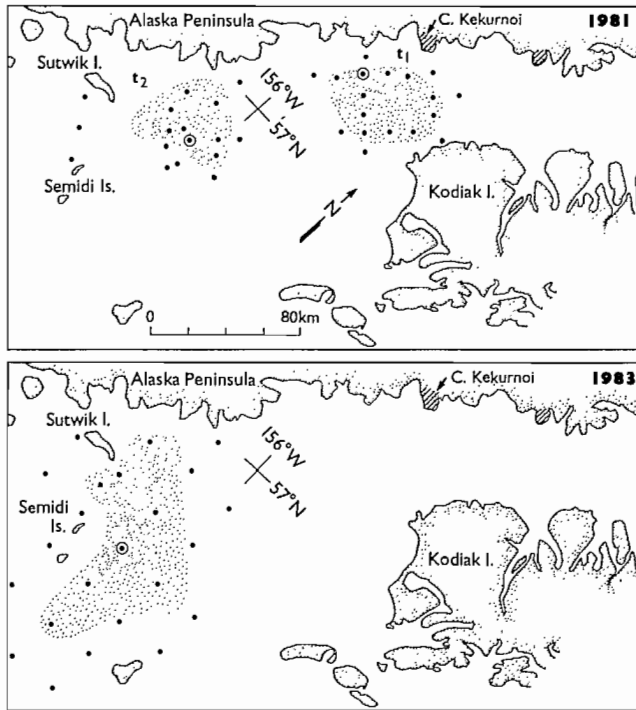 Alaska Peninsula
C. Kekurnoi
1981
Sutwik I.
t2
t1
156°W
57°N
Semidi Is.
Kodiak I.
N
0 80km
Alaska Peninsula
C. Kekurnoi
1983
Sutwik I.
156°W
57°N
Semidi
Is.
Kodiak I.